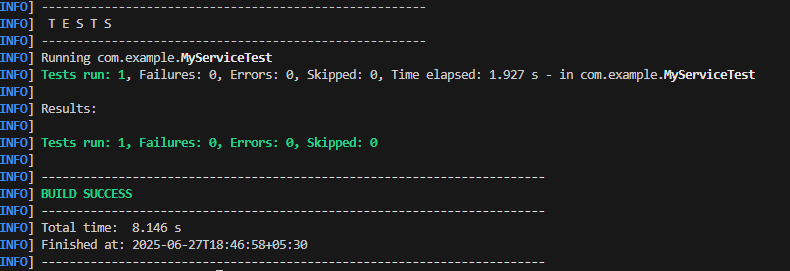 INFO] -------------------------------------------------------
INFO]  T E S T S
INFO] -------------------------------------------------------
INFO] Running com.example.MyServiceTest
INFO] Tests run: 1, Failures: 0, Errors: 0, Skipped: 0, Time elapsed: 1.927 s - in com.example.MyServiceTest
INFO]
INFO] Results:
INFO]
INFO] Tests run: 1, Failures: 0, Errors: 0, Skipped: 0
INFO]
INFO] ------------------------------------------------------------------------
INFO] BUILD SUCCESS
INFO] ------------------------------------------------------------------------
INFO] Total time:  8.146 s
INFO] Finished at: 2025-06-27T18:46:58+05:30
INFO] ------------------------------------------------------------------------